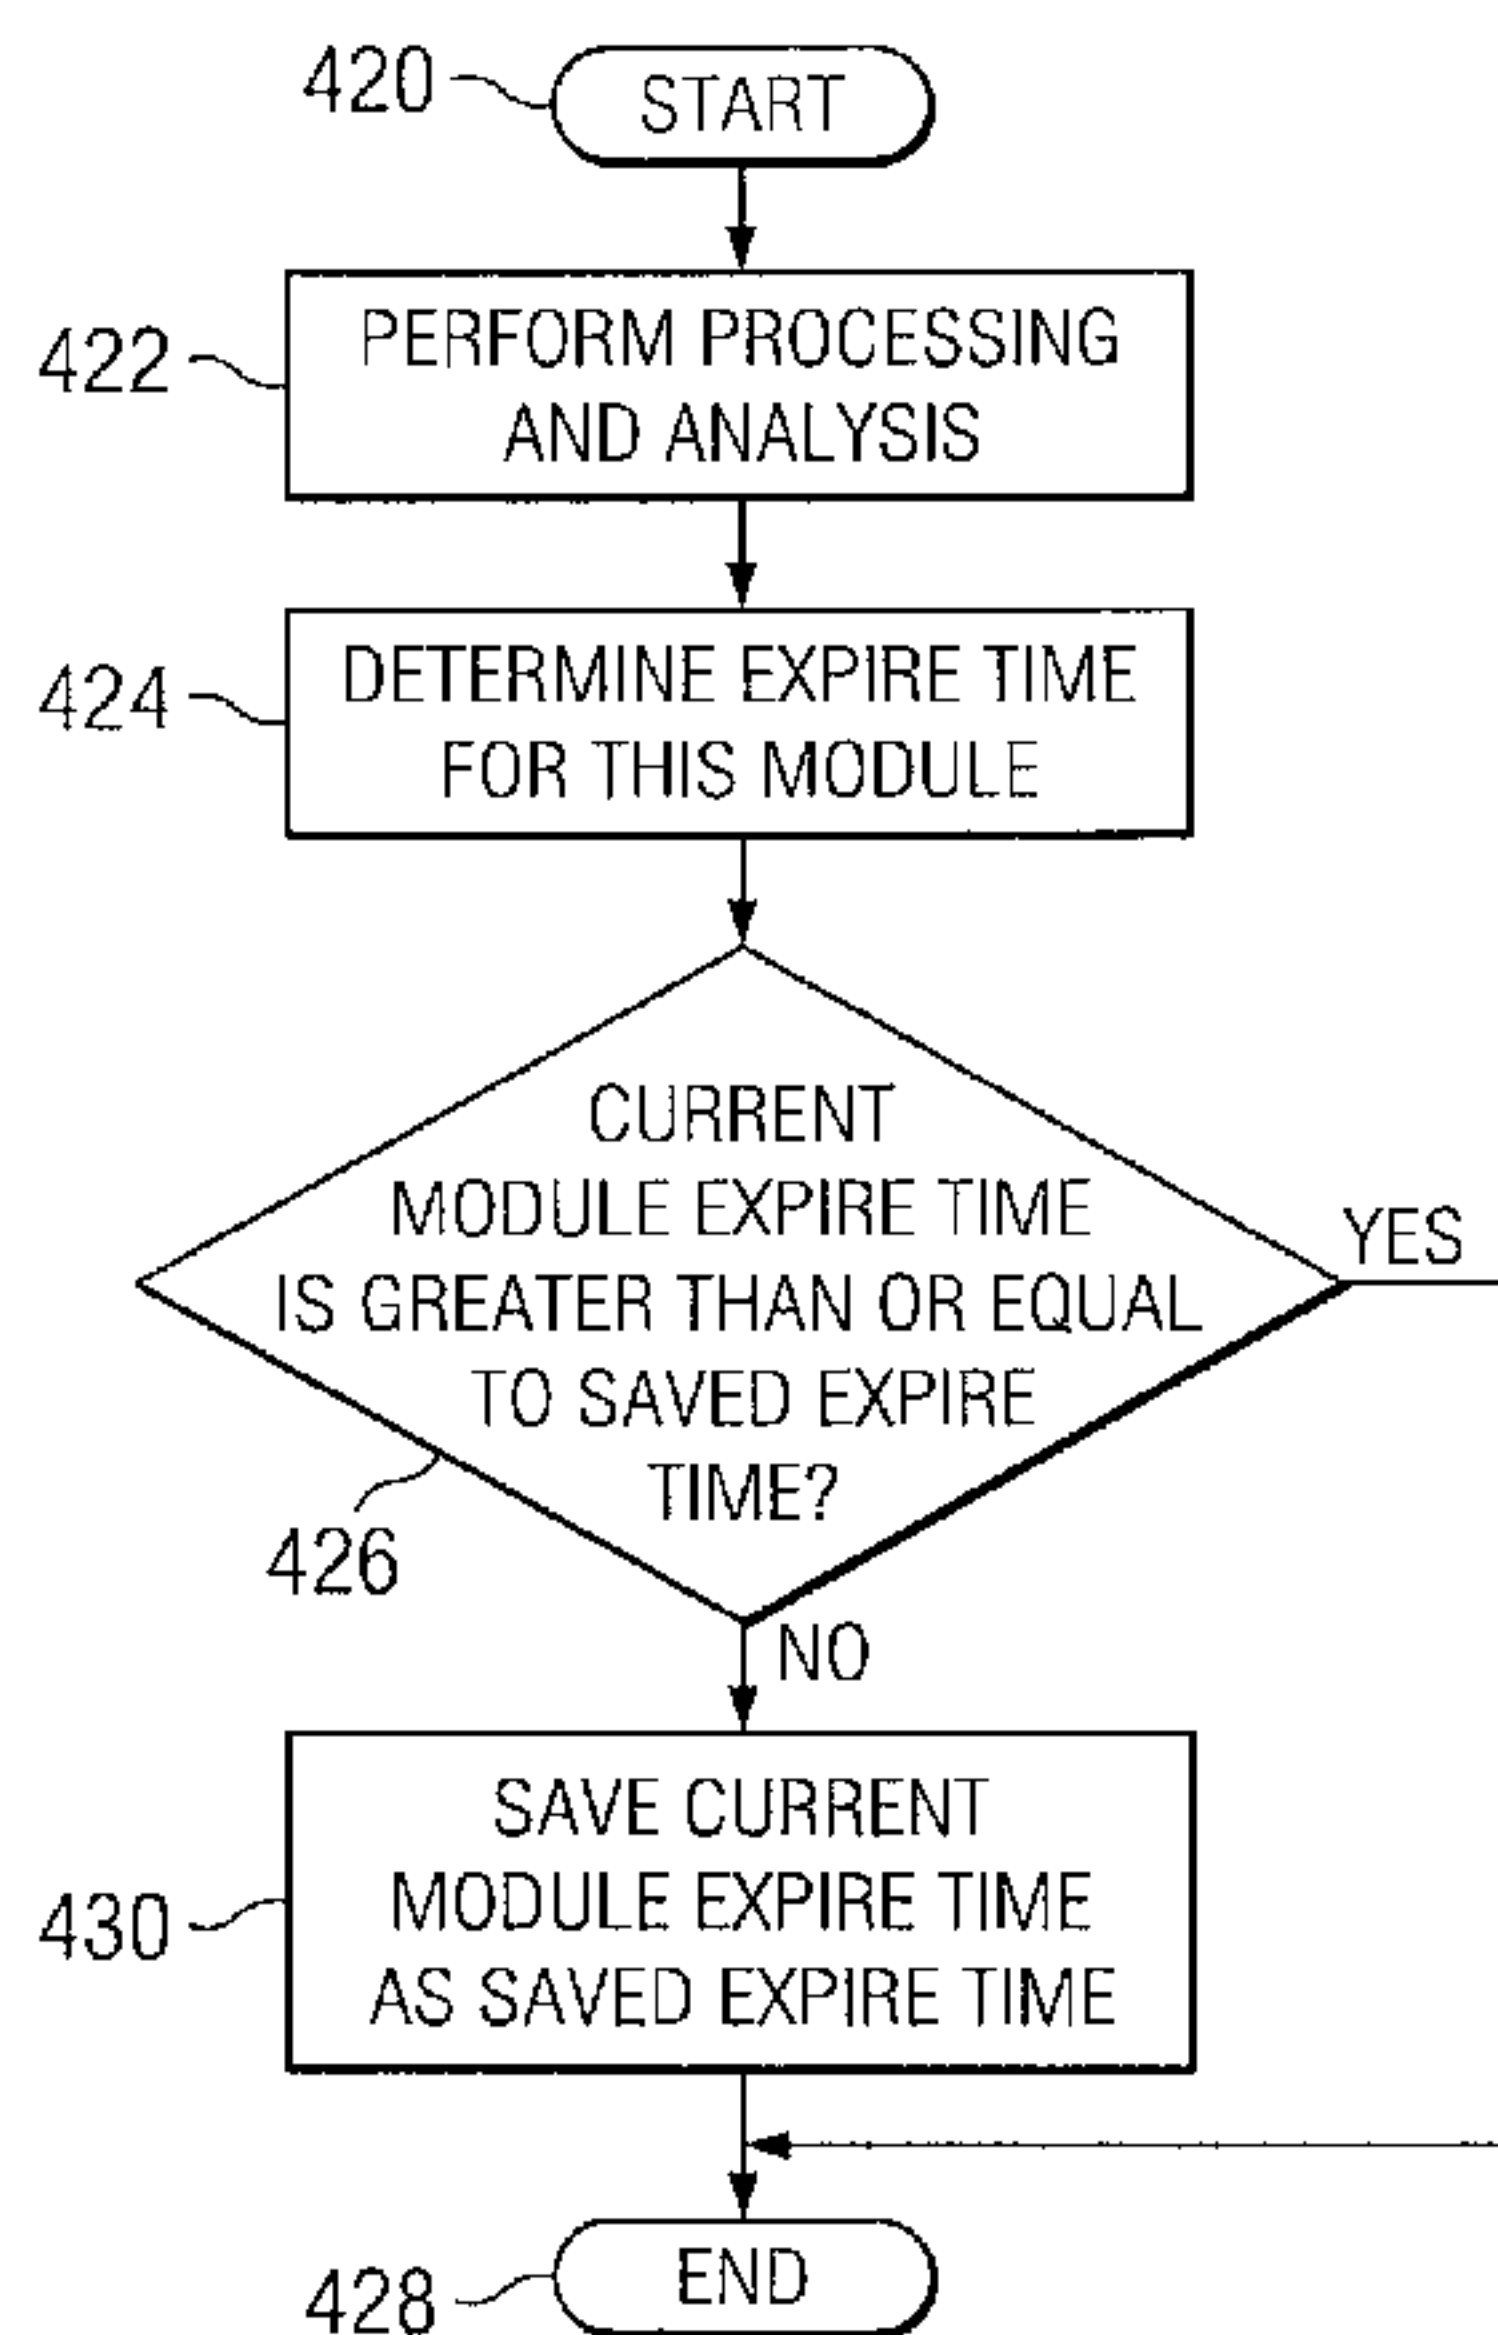 420
START
422
PERFORM PROCESSING
AND ANALYSIS
424
DETERMINE EXPIRE TIME
FOR THIS MODULE
CURRENT
MODULE EXPIRE TIME
IS GREATER THAN OR EQUAL
TO SAVED EXPIRE
TIME?
YES
426
NO
430
SAVE CURRENT
MODULE EXPIRE TIME
AS SAVED EXPIRE TIME
428
END